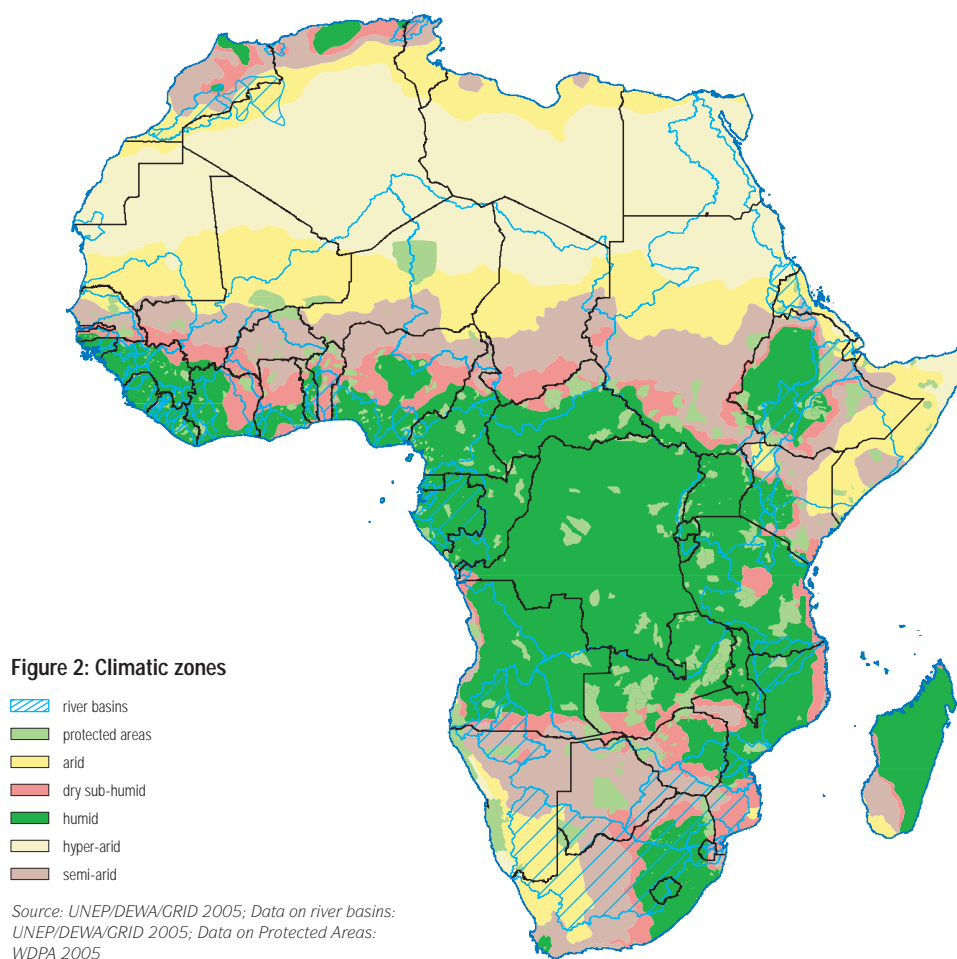 Figure 2: Climatic zones
river basins
protected areas
arid
dry sub-humid
humid
hyper-arid
semi-arid
Source: UNEP/DEWA/GRID 2005; Data on river basins:
UNEP/DEWA/GRID 2005; Data on Protected Areas:
WDPA 2005